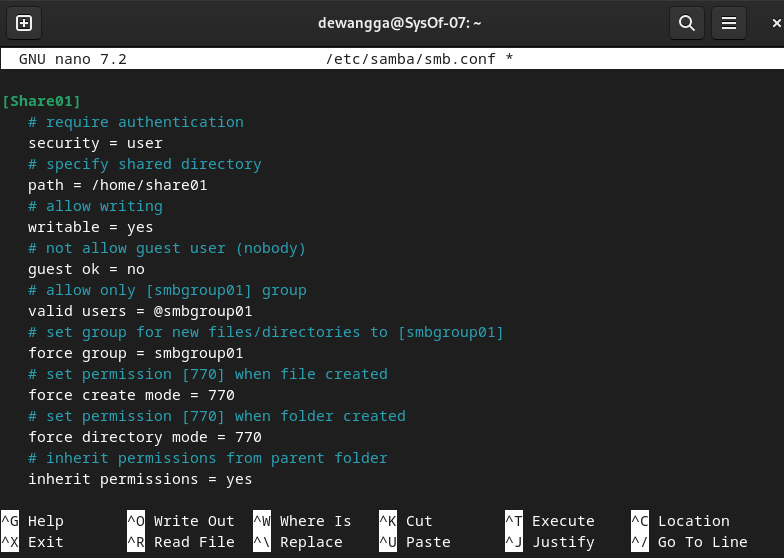 dewangga@SysOf-07: ~
GNU nano 7.2 /etc/samba/smb.conf *
[Share01]
# require authentication
security = user
# specify shared directory
path = /home/share01
# allow writing
writable = yes
# not allow guest user (nobody)
guest ok = no
# allow only [smbgroup01] group
valid users = @smbgroup01
# set group for new files/directories to [smbgroup01]
force group = smbgroup01
# set permission [770] when file created
force create mode = 770
# set permission [770] when folder created
force directory mode = 770
# inherit permissions from parent folder
inherit permissions = yes
^G Help ^O Write Out ^W Where Is ^K Cut ^T Execute ^C Location
^X Exit ^R Read File ^\ Replace ^U Paste ^J Justify ^/ Go To Line